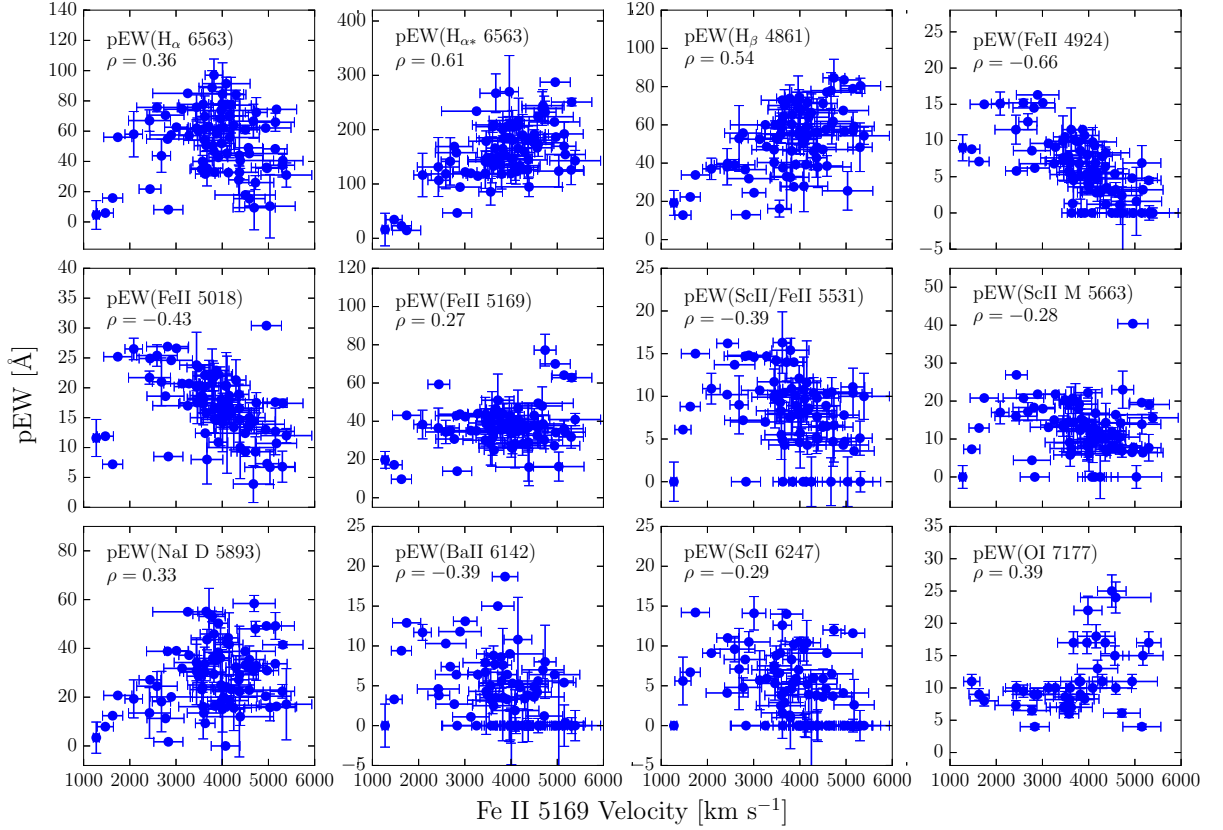 pEW(Hα 6563)
ρ = 0.36
140
120
100
80
60
40
20
0
pEW(Hα∗ 6563)
ρ = 0.61
400
300
200
100
0
pEW(Hβ 4861)
ρ = 0.54
120
100
80
60
40
20
0
pEW(FeII 4924)
ρ = −0.66
25
20
15
10
5
0
−5
pEW(FeII 5018)
ρ = −0.43
40
35
30
25
20
15
10
5
0
pEW(FeII 5169)
ρ = 0.27
120
100
80
60
40
20
0
pEW(ScII/FeII 5531)
ρ = −0.39
25
20
15
10
5
0
pEW(ScII M 5663)
ρ = −0.28
60
50
40
30
20
10
0
pEW [Å]
pEW(NaI D 5893)
ρ = 0.33
80
60
40
20
0
pEW(BaII 6142)
ρ = −0.39
25
20
15
10
5
0
−5
pEW(ScII 6247)
ρ = −0.29
25
20
15
10
5
0
−5
pEW(OI 7177)
ρ = 0.39
35
30
25
20
15
10
5
0
1000 2000 3000 4000 5000 6000
1000 2000 3000 4000 5000 6000
1000 2000 3000 4000 5000 6000
1000 2000 3000 4000 5000 6000
Fe II 5169 Velocity [km s⁻¹]